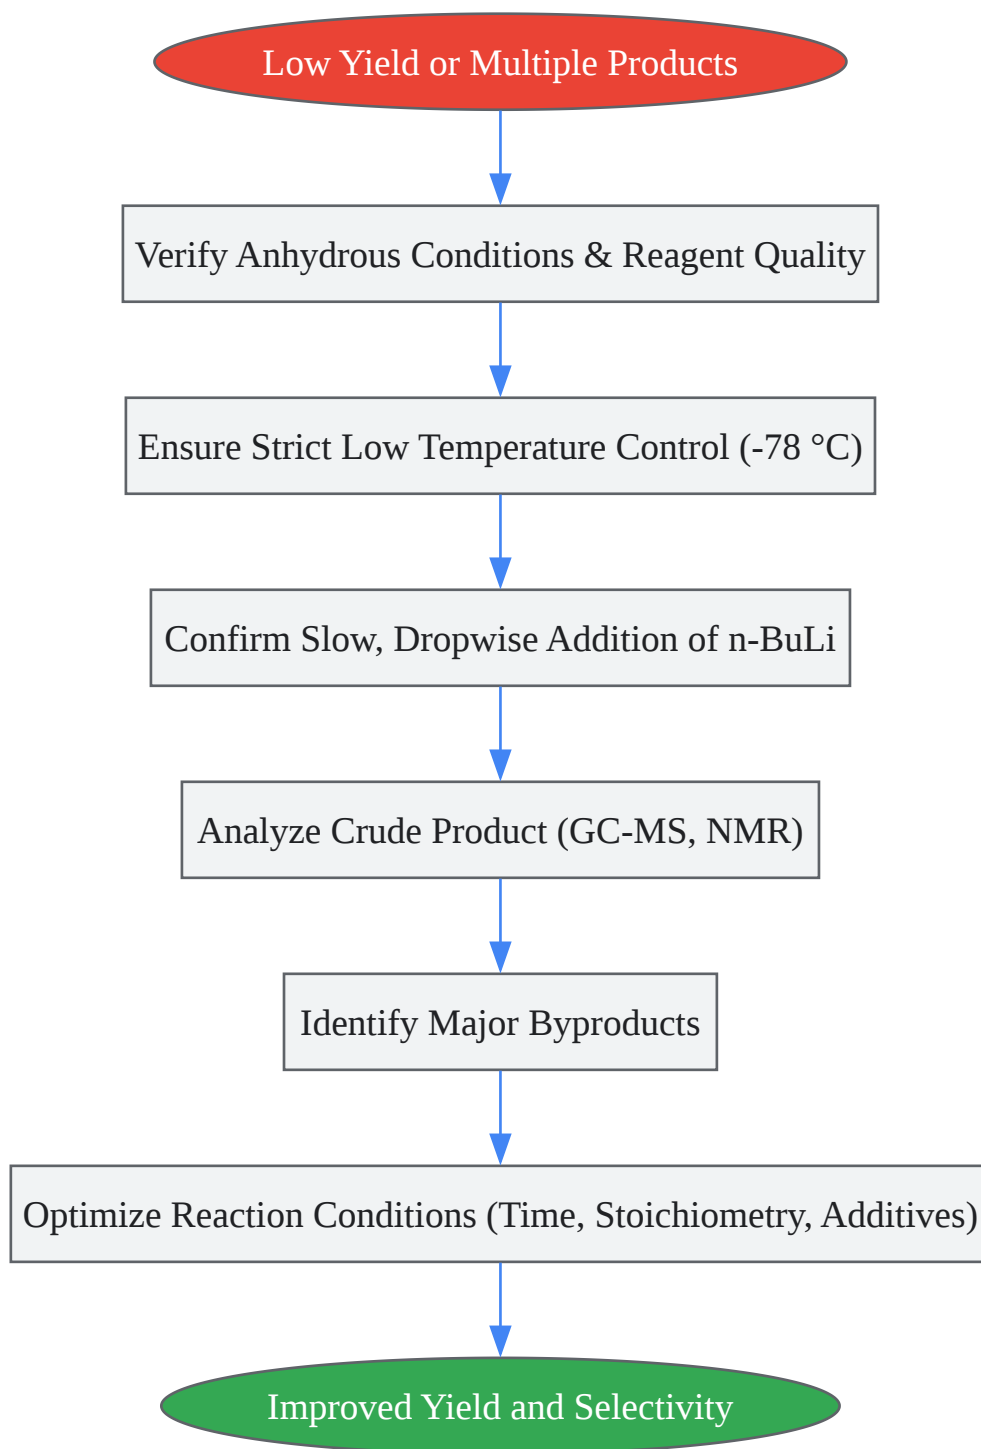 Low Yield or Multiple Products
Verify Anhydrous Conditions & Reagent Quality
Ensure Strict Low Temperature Control (-78 °C)
Confirm Slow, Dropwise Addition of n-BuLi
Analyze Crude Product (GC-MS, NMR)
Identify Major Byproducts
Optimize Reaction Conditions (Time, Stoichiometry, Additives)
Improved Yield and Selectivity